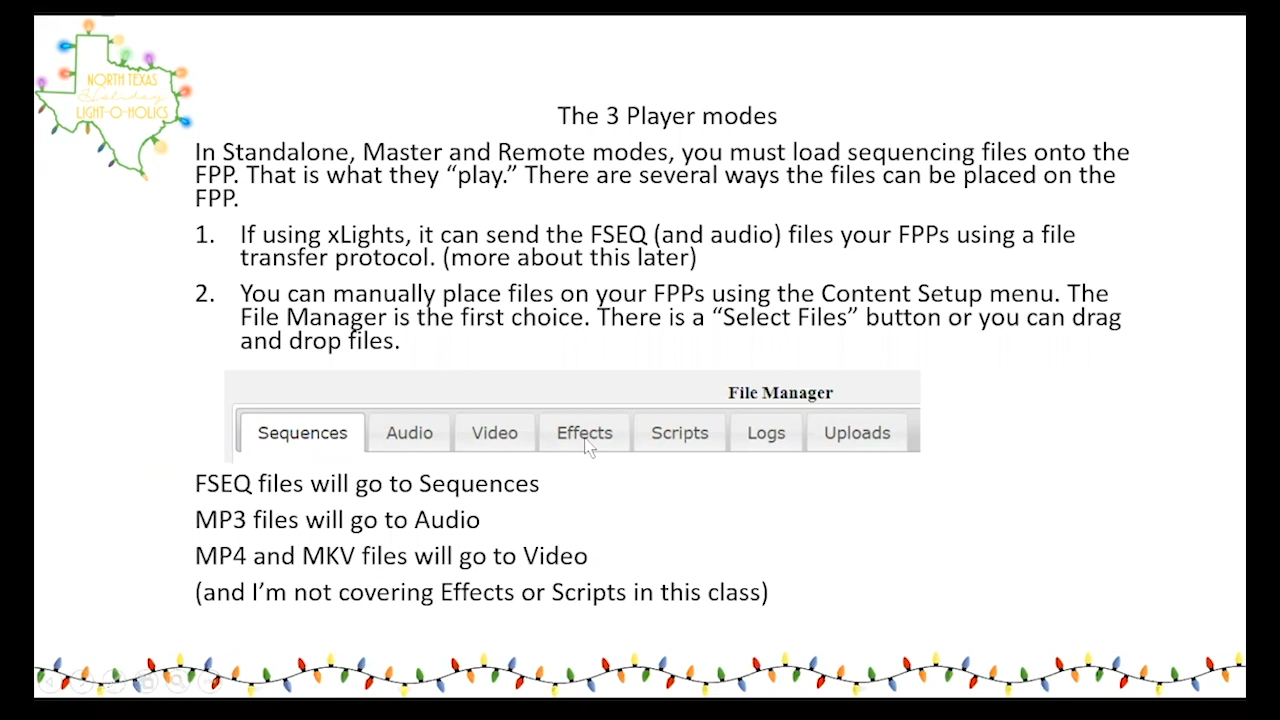 NORTH TEXAS
Holiday
LIGHT-O-HOLICS
The 3 Player modes
In Standalone, Master and Remote modes, you must load sequencing files onto the
FPP. That is what they “play.” There are several ways the files can be placed on the
FPP.
1. If using xLights, it can send the FSEQ (and audio) files your FPPs using a file
transfer protocol. (more about this later)
2. You can manually place files on your FPPs using the Content Setup menu. The
File Manager is the first choice. There is a “Select Files” button or you can drag
and drop files.
File Manager
Sequences Audio Video Effects Scripts Logs Uploads
FSEQ files will go to Sequences
MP3 files will go to Audio
MP4 and MKV files will go to Video
(and I’m not covering Effects or Scripts in this class)